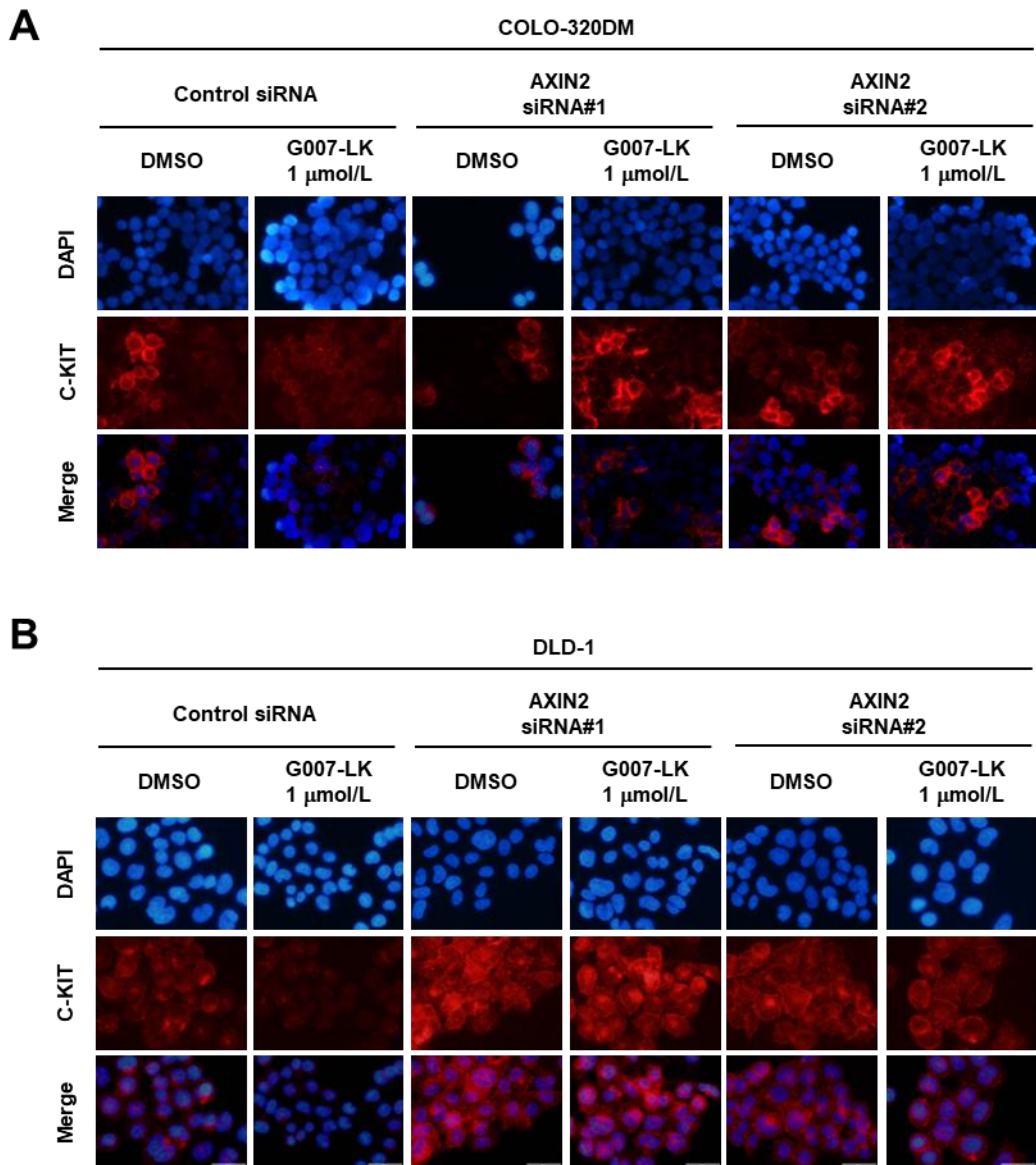 A
COLO-320DM
Control siRNA
AXIN2
siRNA#1
AXIN2
siRNA#2
DMSO
G007-LK
1 μmol/L
DMSO
G007-LK
1 μmol/L
DMSO
G007-LK
1 μmol/L
DAPI
C-KIT
Merge
B
DLD-1
Control siRNA
AXIN2
siRNA#1
AXIN2
siRNA#2
DMSO
G007-LK
1 μmol/L
DMSO
G007-LK
1 μmol/L
DMSO
G007-LK
1 μmol/L
DAPI
C-KIT
Merge